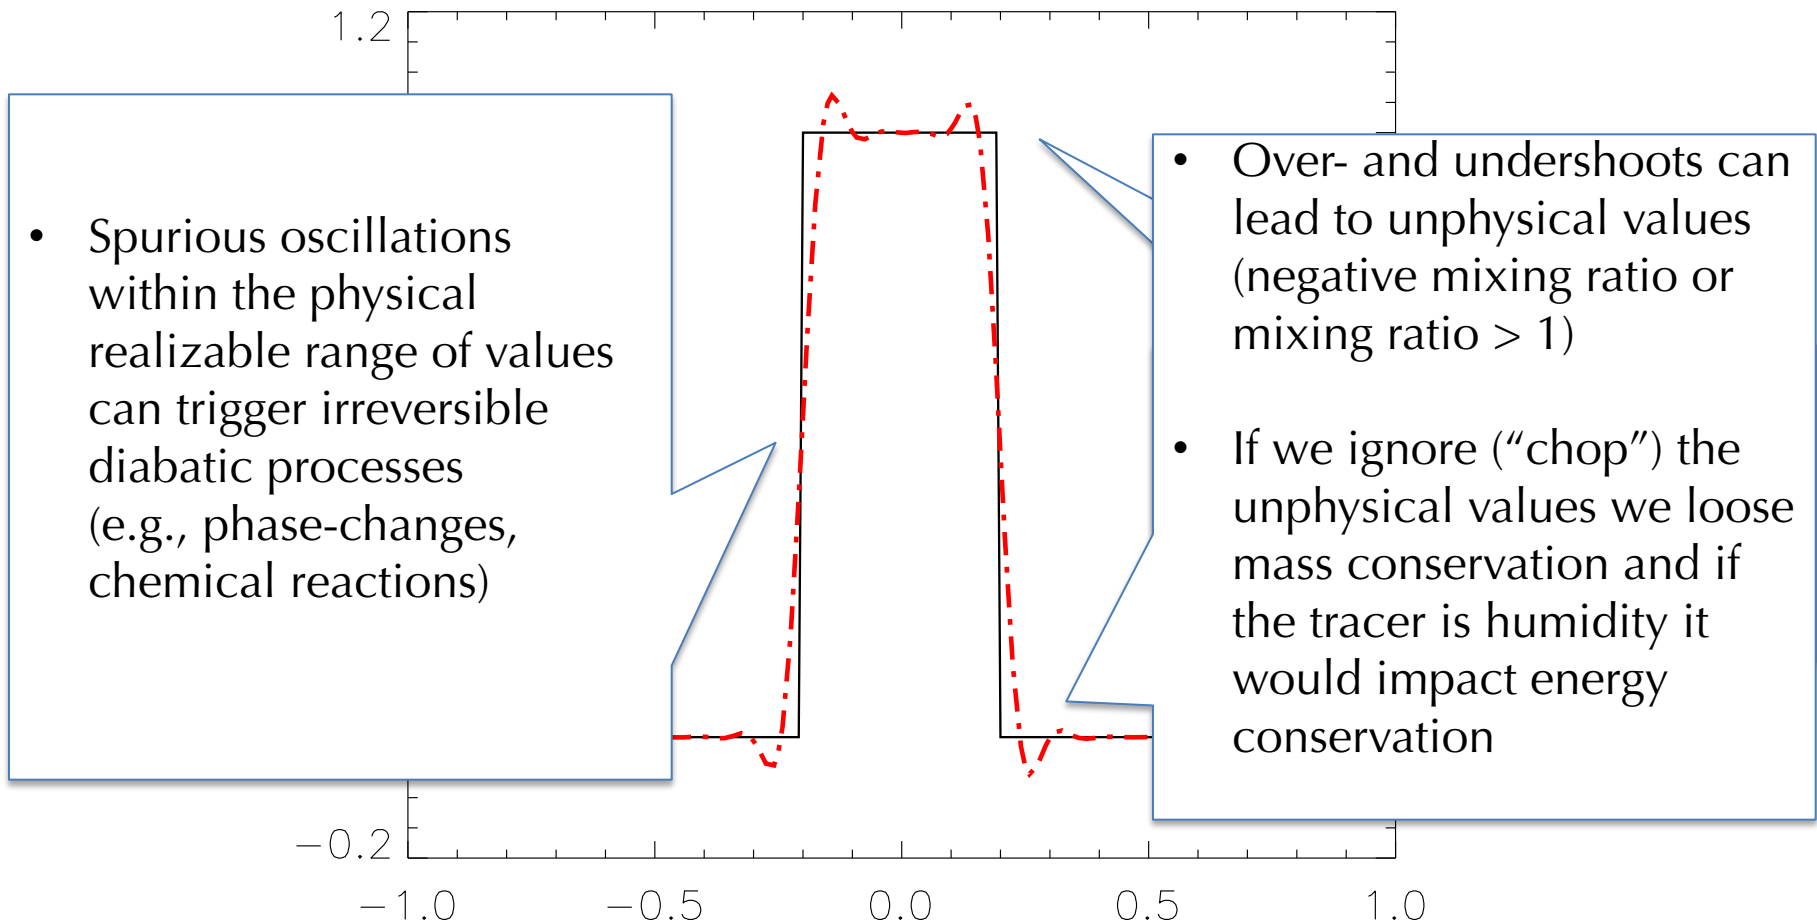 1.2
• Spurious oscillations
within the physical
realizable range of values
can trigger irreversible
diabatic processes
(e.g., phase-changes,
chemical reactions)
• Over- and undershoots can
lead to unphysical values
(negative mixing ratio or
mixing ratio > 1)
• If we ignore (“chop”) the
unphysical values we loose
mass conservation and if
the tracer is humidity it
would impact energy
conservation
−0.2
−1.0 −0.5 0.0 0.5 1.0